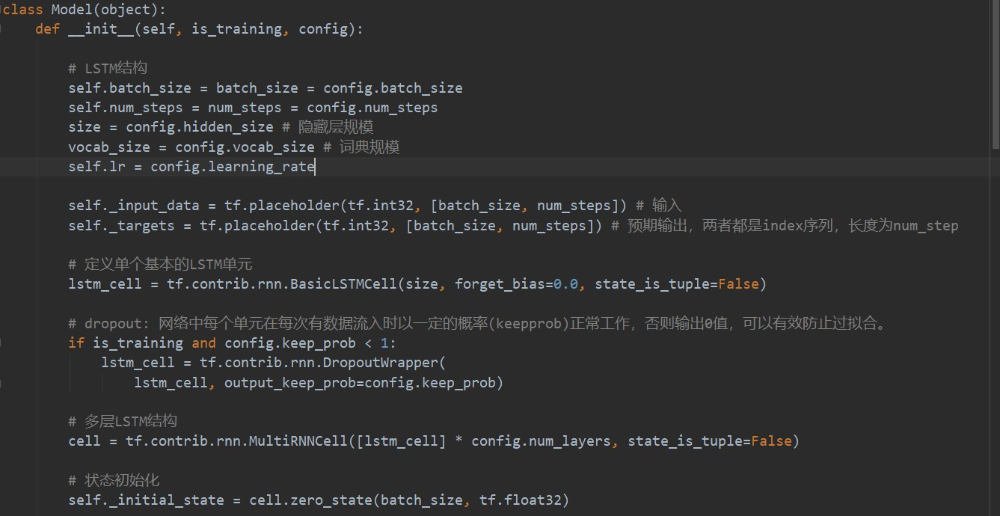 class Model(object):
    def __init__(self, is_training, config):
        # LSTM结构
        self.batch_size = batch_size = config.batch_size
        self.num_steps = num_steps = config.num_steps
        size = config.hidden_size # 隐藏层规模
        vocab_size = config.vocab_size # 词典规模
        self.lr = config.learning_rate
        self._input_data = tf.placeholder(tf.int32, [batch_size, num_steps]) # 输入
        self._targets = tf.placeholder(tf.int32, [batch_size, num_steps]) # 预期输出，两者都是index序列，长度为num_step
        # 定义单个基本的LSTM单元
        lstm_cell = tf.contrib.rnn.BasicLSTMCell(size, forget_bias=0.0, state_is_tuple=False)
        # dropout: 网络中每个单元在每次有数据流入时以一定的概率(keepprob)正常工作，否则输出0值，可以有效防止过拟合。
        if is_training and config.keep_prob < 1:
            lstm_cell = tf.contrib.rnn.DropoutWrapper(
                lstm_cell, output_keep_prob=config.keep_prob)
        # 多层LSTM结构
        cell = tf.contrib.rnn.MultiRNNCell([lstm_cell] * config.num_layers, state_is_tuple=False)
        # 状态初始化
        self._initial_state = cell.zero_state(batch_size, tf.float32)